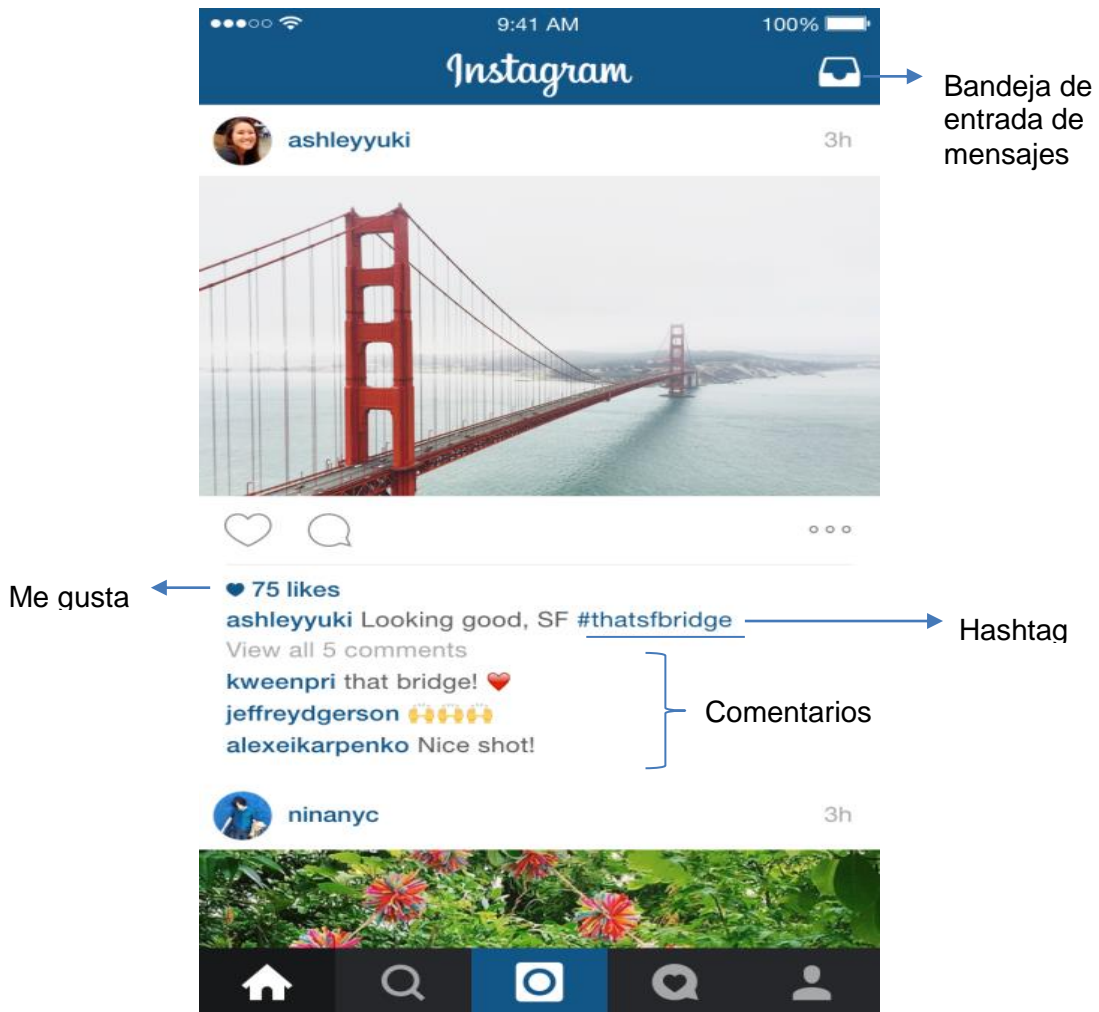 9:41 AM 100%
Instagram
Bandeja de
entrada de
mensajes
ashleyyuki 3h
Me gusta
75 likes
ashleyyuki Looking good, SF #thatsfbridge
Hashtag
View all 5 comments
kweenpri that bridge! ❤️
jeffreydgerson 🙌🙌🙌
alexeikarpenko Nice shot!
Comentarios
ninanyc 3h